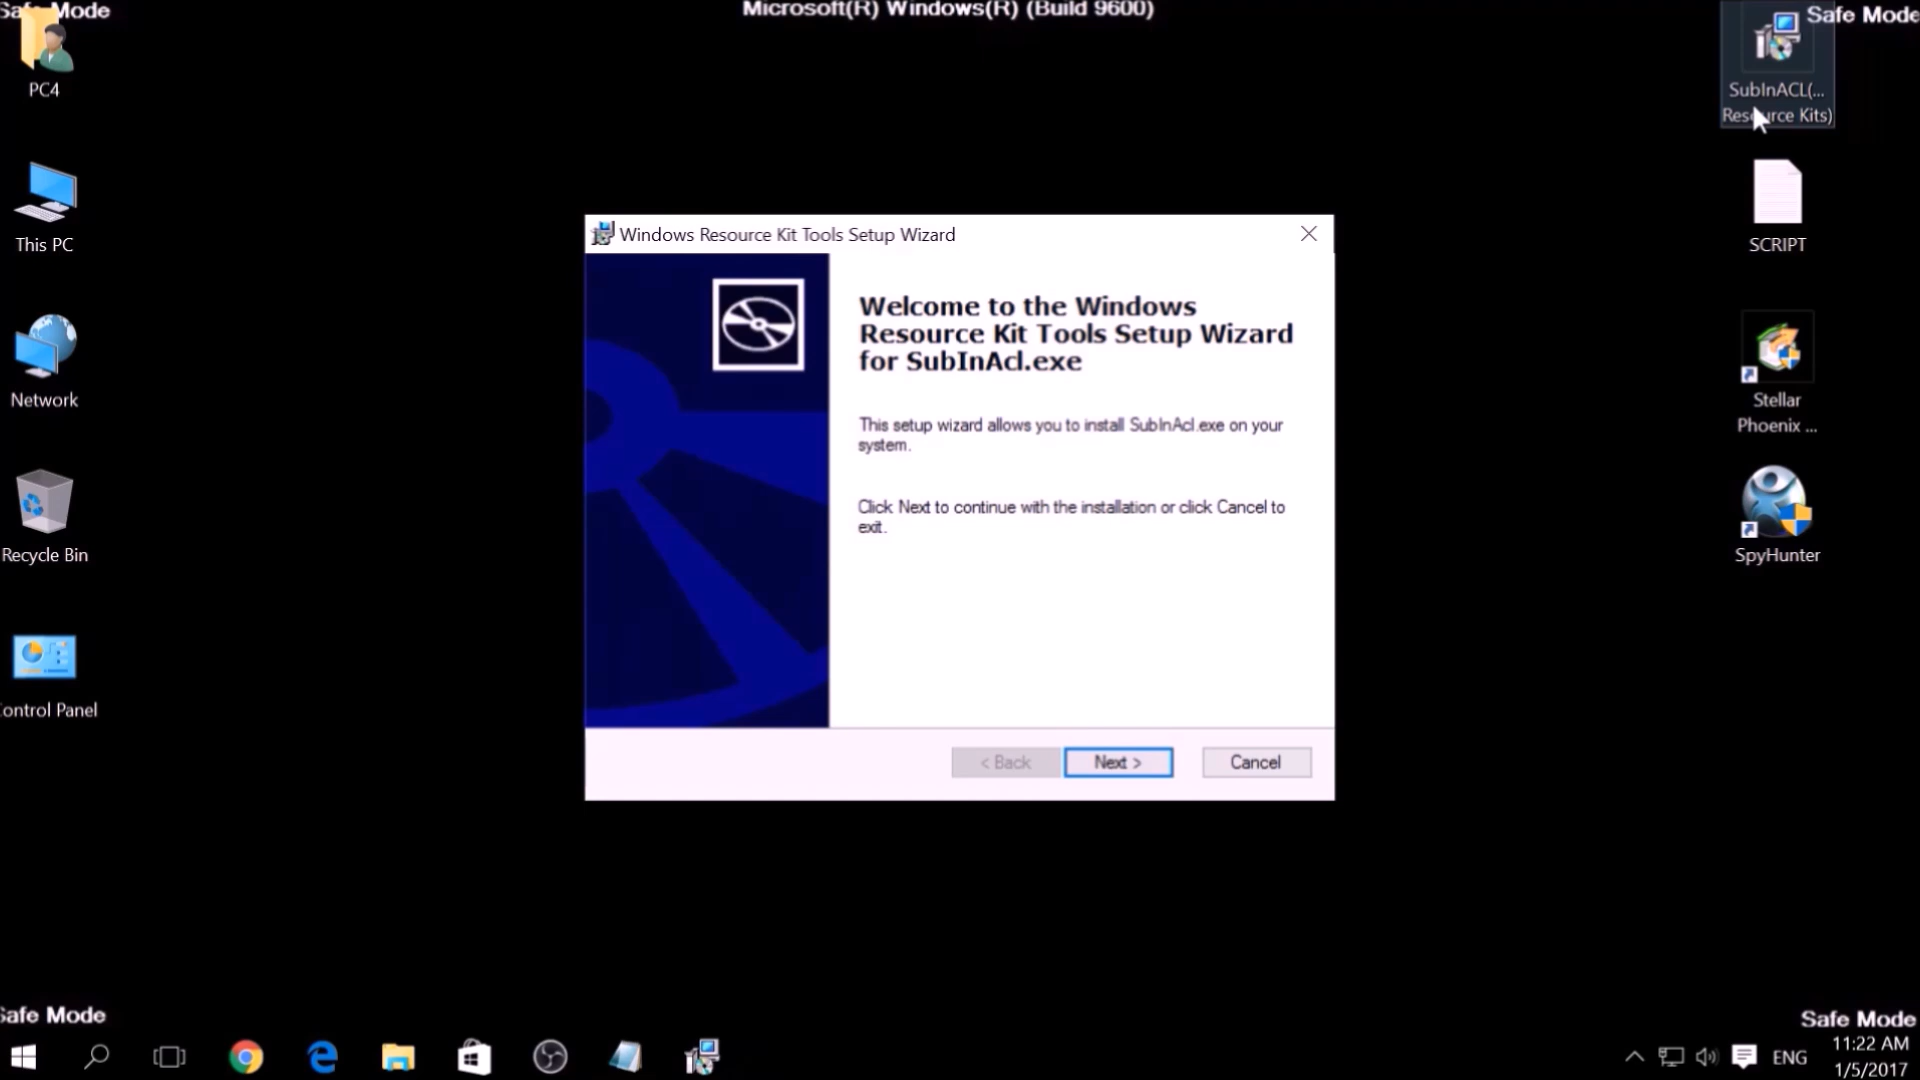 Safe Mode
Microsoft(R) Windows(R) (Build 9600)
Safe Mode
PC4
This PC
Network
Recycle Bin
Control Panel
SubInACL(...
Resource Kits)
SCRIPT
Stellar
Phoenix ...
SpyHunter
Windows Resource Kit Tools Setup Wizard
Welcome to the Windows
Resource Kit Tools Setup Wizard
for SubInAcl.exe
This setup wizard allows you to install SubInAcl.exe on your
system.
Click Next to continue with the installation or click Cancel to
exit.
< Back
Next >
Cancel
Safe Mode
Safe Mode
ENG
11:22 AM
1/5/2017